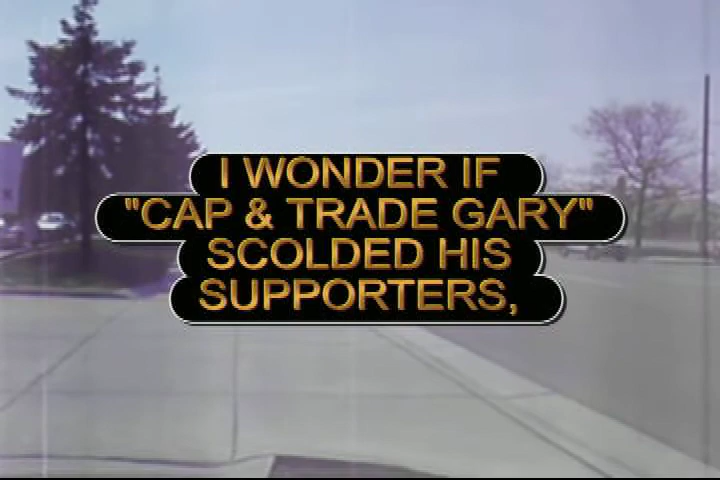 I WONDER IF
"CAP & TRADE GARY"
SCOLDED HIS
SUPPORTERS,